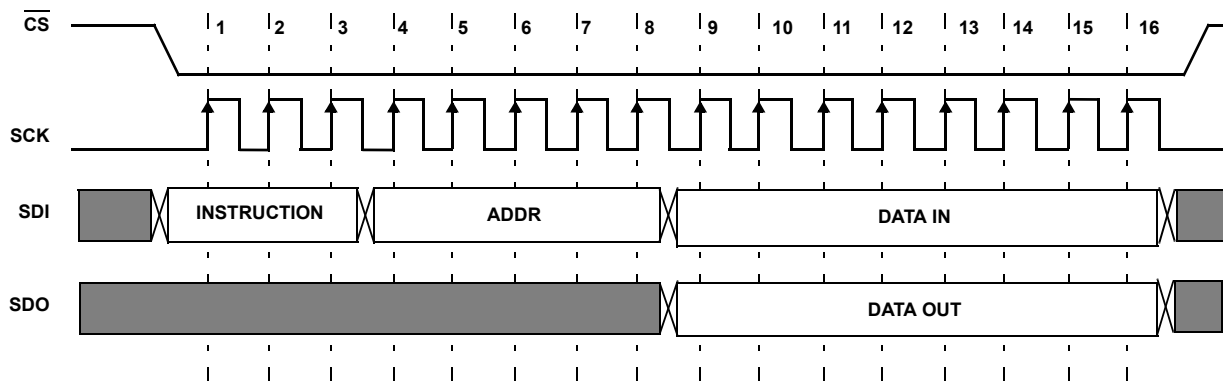 CS 1 2 3 4 5 6 7 8 9 10 11 12 13 14 15 16
SCK
SDI INSTRUCTION ADDR DATA IN
SDO DATA OUT